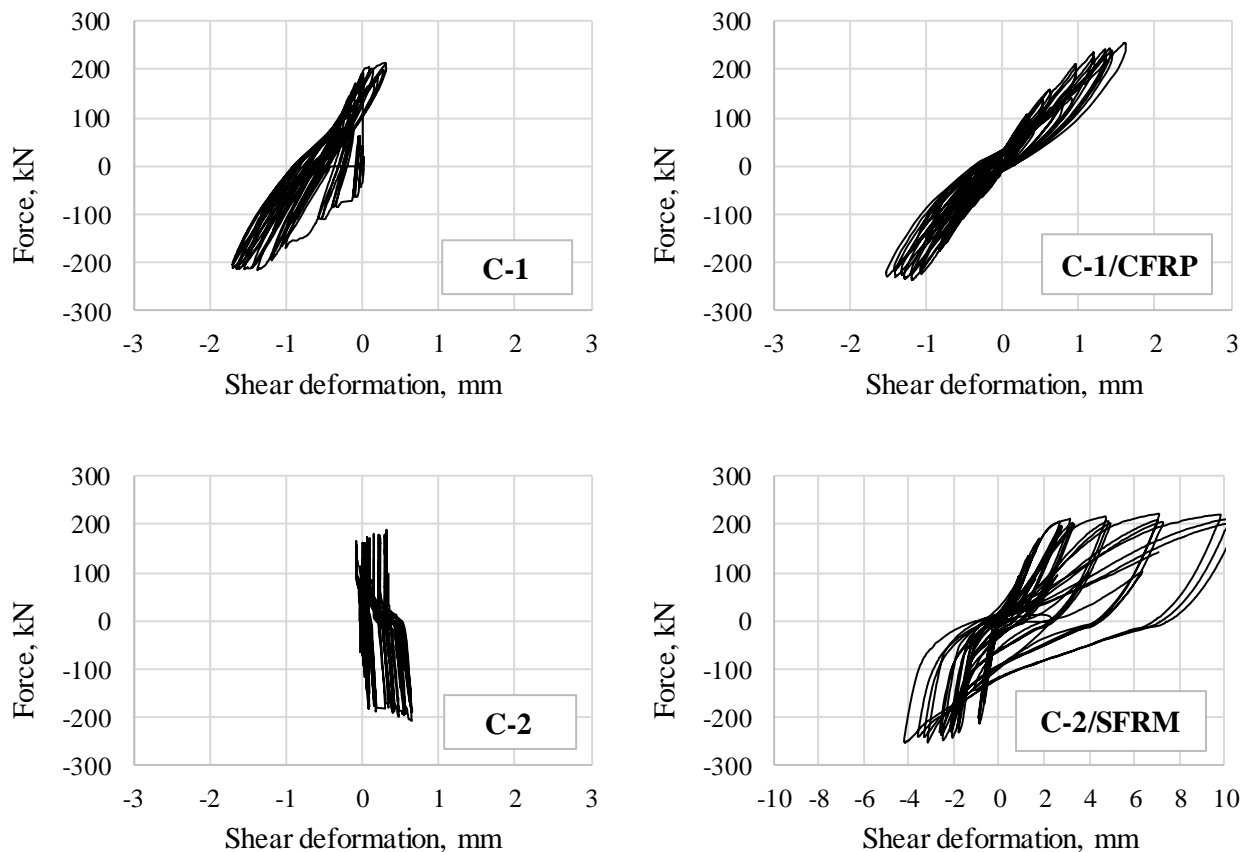 300
200
100
0
-100
-200
-300
-3 -2 -1 0 1 2 3
Force, kN
Shear deformation, mm
C-1
300
200
100
0
-100
-200
-300
-3 -2 -1 0 1 2 3
Force, kN
Shear deformation, mm
C-1/CFRP
300
200
100
0
-100
-200
-300
-3 -2 -1 0 1 2 3
Force, kN
Shear deformation, mm
C-2
300
200
100
0
-100
-200
-300
-10 -8 -6 -4 -2 0 2 4 6 8 10
Force, kN
Shear deformation, mm
C-2/SFRM